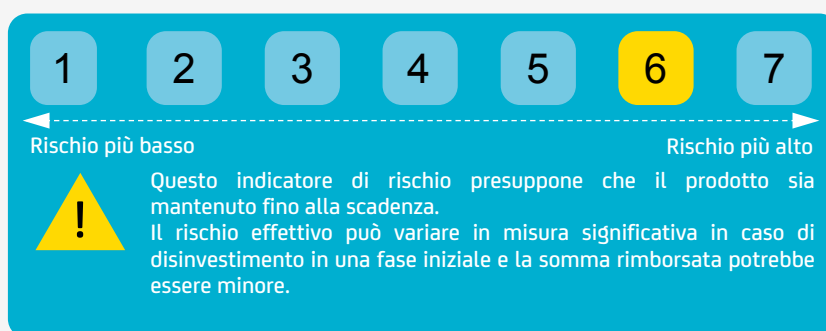 1 2 3 4 5 6 7
Rischio più basso Rischio più alto
Questo indicatore di rischio presuppone che il prodotto sia
mantenuto fino alla scadenza.
Il rischio effettivo può variare in misura significativa in caso di
disinvestimento in una fase iniziale e la somma rimborsata potrebbe
essere minore.
!